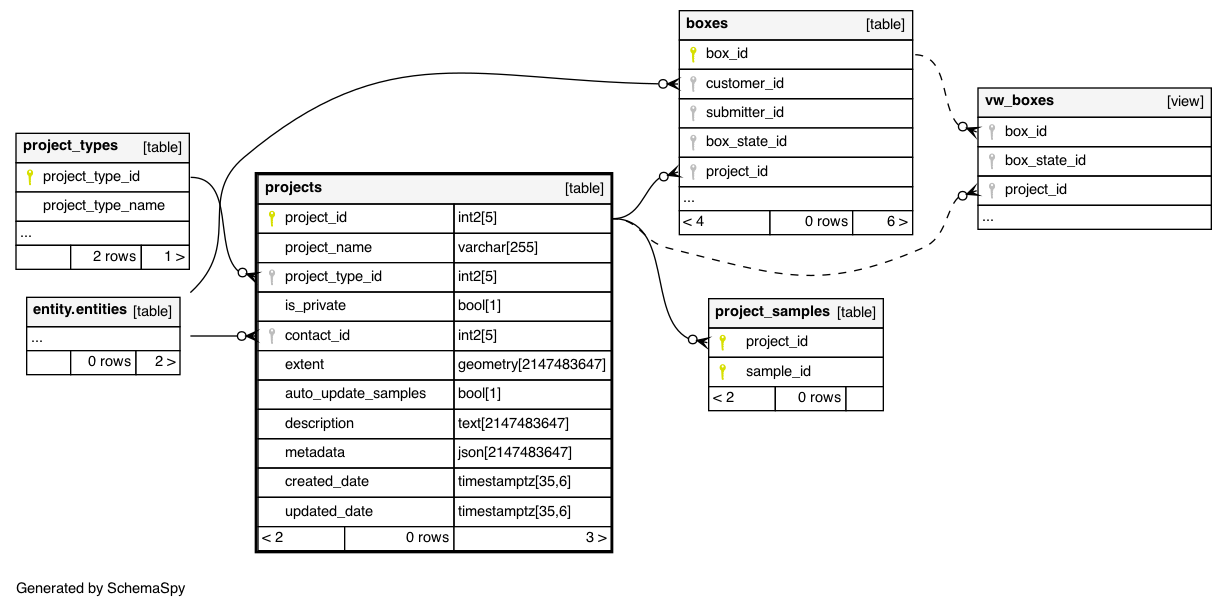 boxes [table]
box_id
customer_id
submitter_id
box_state_id
project_id
...
< 4 0 rows 6 >
vw_boxes [view]
box_id
box_state_id
project_id
...
project_types [table]
project_type_id
project_type_name
...
2 rows 1 >
projects [table]
project_id int2[5]
project_name varchar[255]
project_type_id int2[5]
is_private bool[1]
contact_id int2[5]
extent geometry[2147483647]
auto_update_samples bool[1]
description text[2147483647]
metadata json[2147483647]
created_date timestamptz[35,6]
updated_date timestamptz[35,6]
< 2 0 rows 3 >
entity.entities [table]
...
0 rows 2 >
project_samples [table]
project_id
sample_id
< 2 0 rows
Generated by SchemaSpy